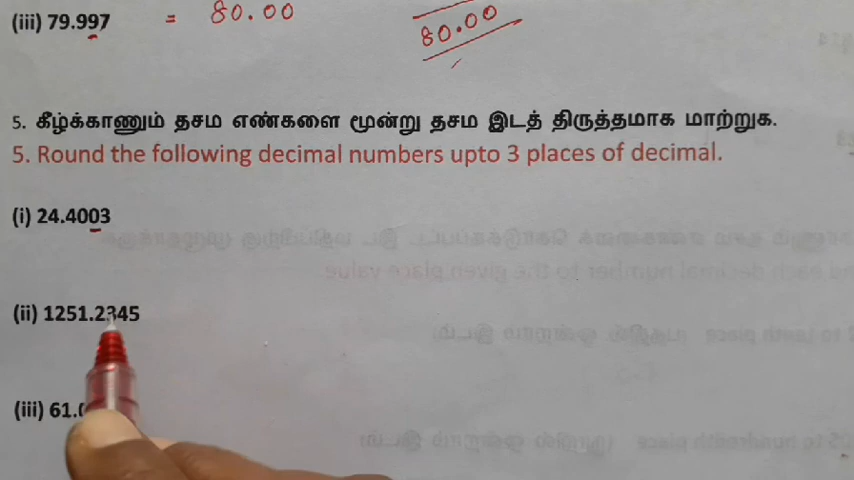 (iii) 79.997 = 80.00 80.00
5. கீழ்க்காணும் தசம எண்களை மூன்று தசம இடத் திருத்தமாக மாற்றுக.
5. Round the following decimal numbers upto 3 places of decimal.
(i) 24.4003
(ii) 1251.2345
(iii) 61.